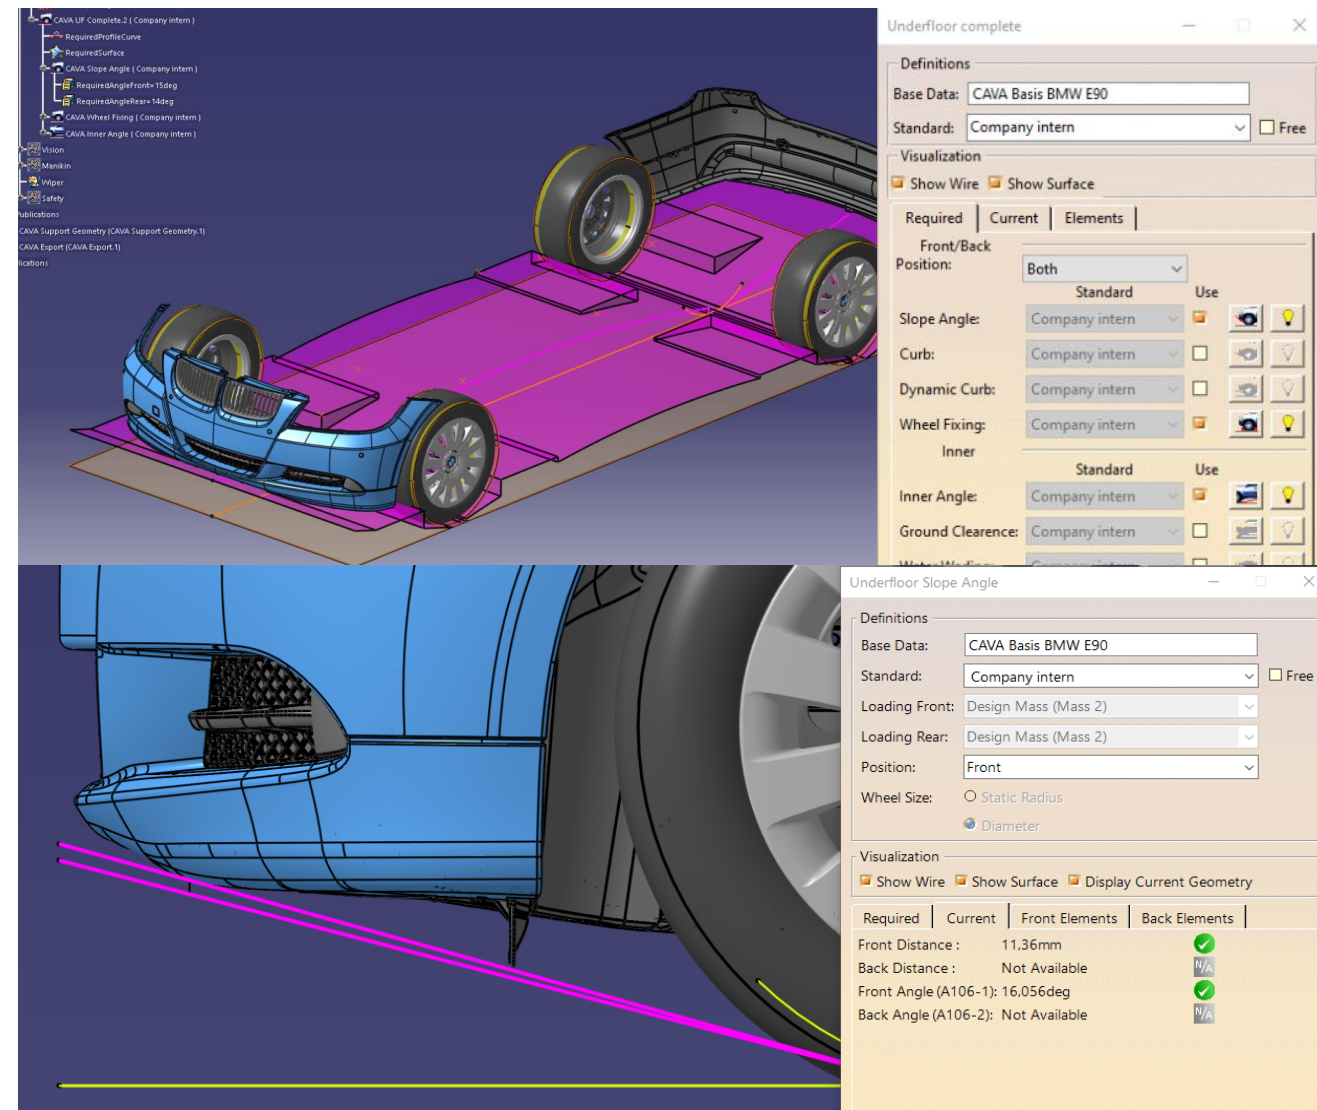 CAVA UF Complete.2 ( Company intern )
RequiredProfileCurve
RequiredSurface
CAVA Slope Angle ( Company intern )
RequiredAngleFront=15deg
RequiredAngleRear=14deg
CAVA Wheel Fixing ( Company intern )
CAVA Inner Angle ( Company intern )
Vision
Manikin
Wiper
Safety
Publications
CAVA Support Geometry (CAVA Support Geometry.1)
CAVA Export (CAVA Export.1)
lications
Underfloor complete
Definitions
Base Data: CAVA Basis BMW E90
Standard: Company intern Free
Visualization
Show Wire Show Surface
Required Current Elements
Front/Back
Position: Both
Standard Use
Slope Angle: Company intern
Curb: Company intern
Dynamic Curb: Company intern
Wheel Fixing: Company intern
Inner
Standard Use
Inner Angle: Company intern
Ground Clearence: Company intern
Underfloor Slope Angle
Definitions
Base Data: CAVA Basis BMW E90
Standard: Company intern Free
Loading Front: Design Mass (Mass 2)
Loading Rear: Design Mass (Mass 2)
Position: Front
Wheel Size: Static Radius
Diameter
Visualization
Show Wire Show Surface Display Current Geometry
Required Current Front Elements Back Elements
Front Distance : 11,36mm
Back Distance : Not Available N/A
Front Angle (A106-1): 16,056deg
Back Angle (A106-2): Not Available N/A